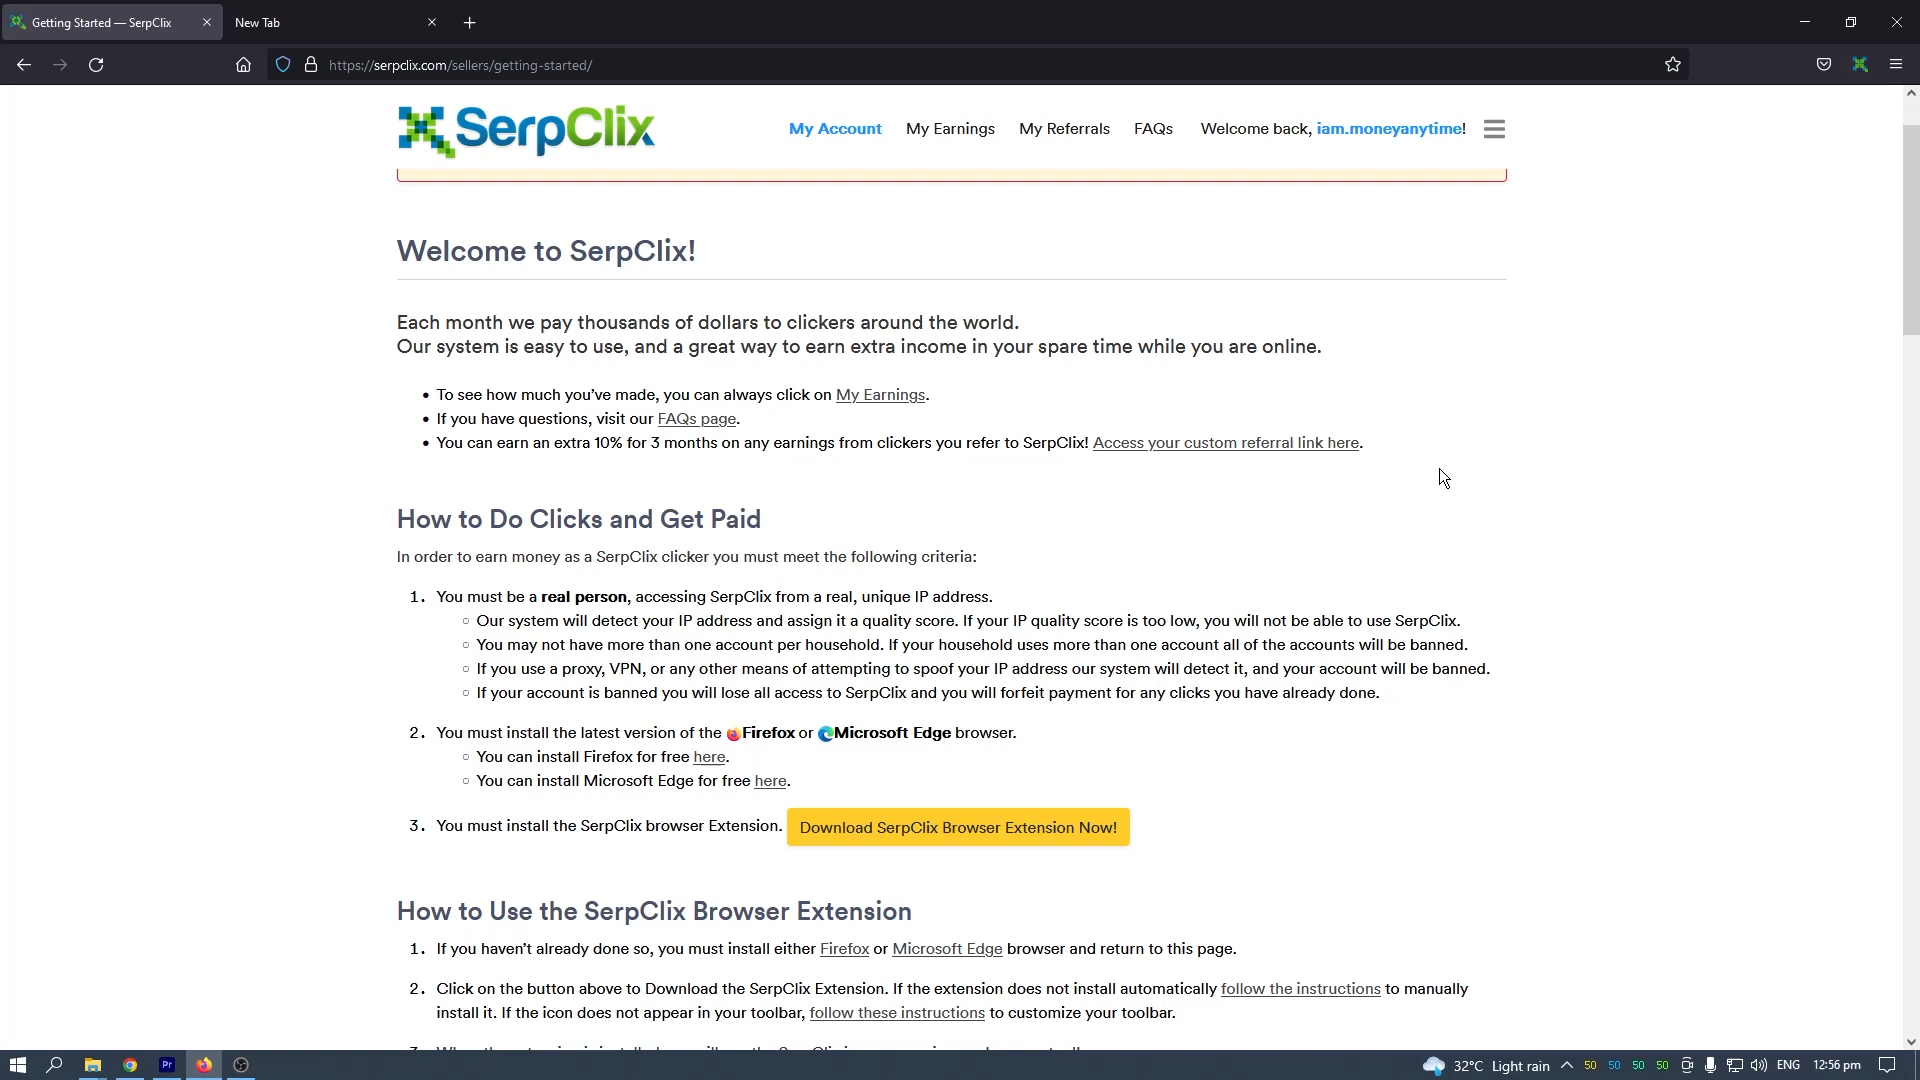 Getting Started — SerpClix
New Tab
https://serpclix.com/sellers/getting-started/
SerpClix
My Account
My Earnings
My Referrals
FAQs
Welcome back, iam.moneyanytime!
Welcome to SerpClix!
Each month we pay thousands of dollars to clickers around the world.
Our system is easy to use, and a great way to earn extra income in your spare time while you are online.
• To see how much you’ve made, you can always click on My Earnings.
• If you have questions, visit our FAQs page.
• You can earn an extra 10% for 3 months on any earnings from clickers you refer to SerpClix! Access your custom referral link here.
How to Do Clicks and Get Paid
In order to earn money as a SerpClix clicker you must meet the following criteria:
1. You must be a real person, accessing SerpClix from a real, unique IP address.
◦ Our system will detect your IP address and assign it a quality score. If your IP quality score is too low, you will not be able to use SerpClix.
◦ You may not have more than one account per household. If your household uses more than one account all of the accounts will be banned.
◦ If you use a proxy, VPN, or any other means of attempting to spoof your IP address our system will detect it, and your account will be banned.
◦ If your account is banned you will lose all access to SerpClix and you will forfeit payment for any clicks you have already done.
2. You must install the latest version of the Firefox or Microsoft Edge browser.
◦ You can install Firefox for free here.
◦ You can install Microsoft Edge for free here.
3. You must install the SerpClix browser Extension. Download SerpClix Browser Extension Now!
How to Use the SerpClix Browser Extension
1. If you haven’t already done so, you must install either Firefox or Microsoft Edge browser and return to this page.
2. Click on the button above to Download the SerpClix Extension. If the extension does not install automatically follow the instructions to manually
install it. If the icon does not appear in your toolbar, follow these instructions to customize your toolbar.
Pr
32°C Light rain
50
50
50
50
ENG
12:56 pm